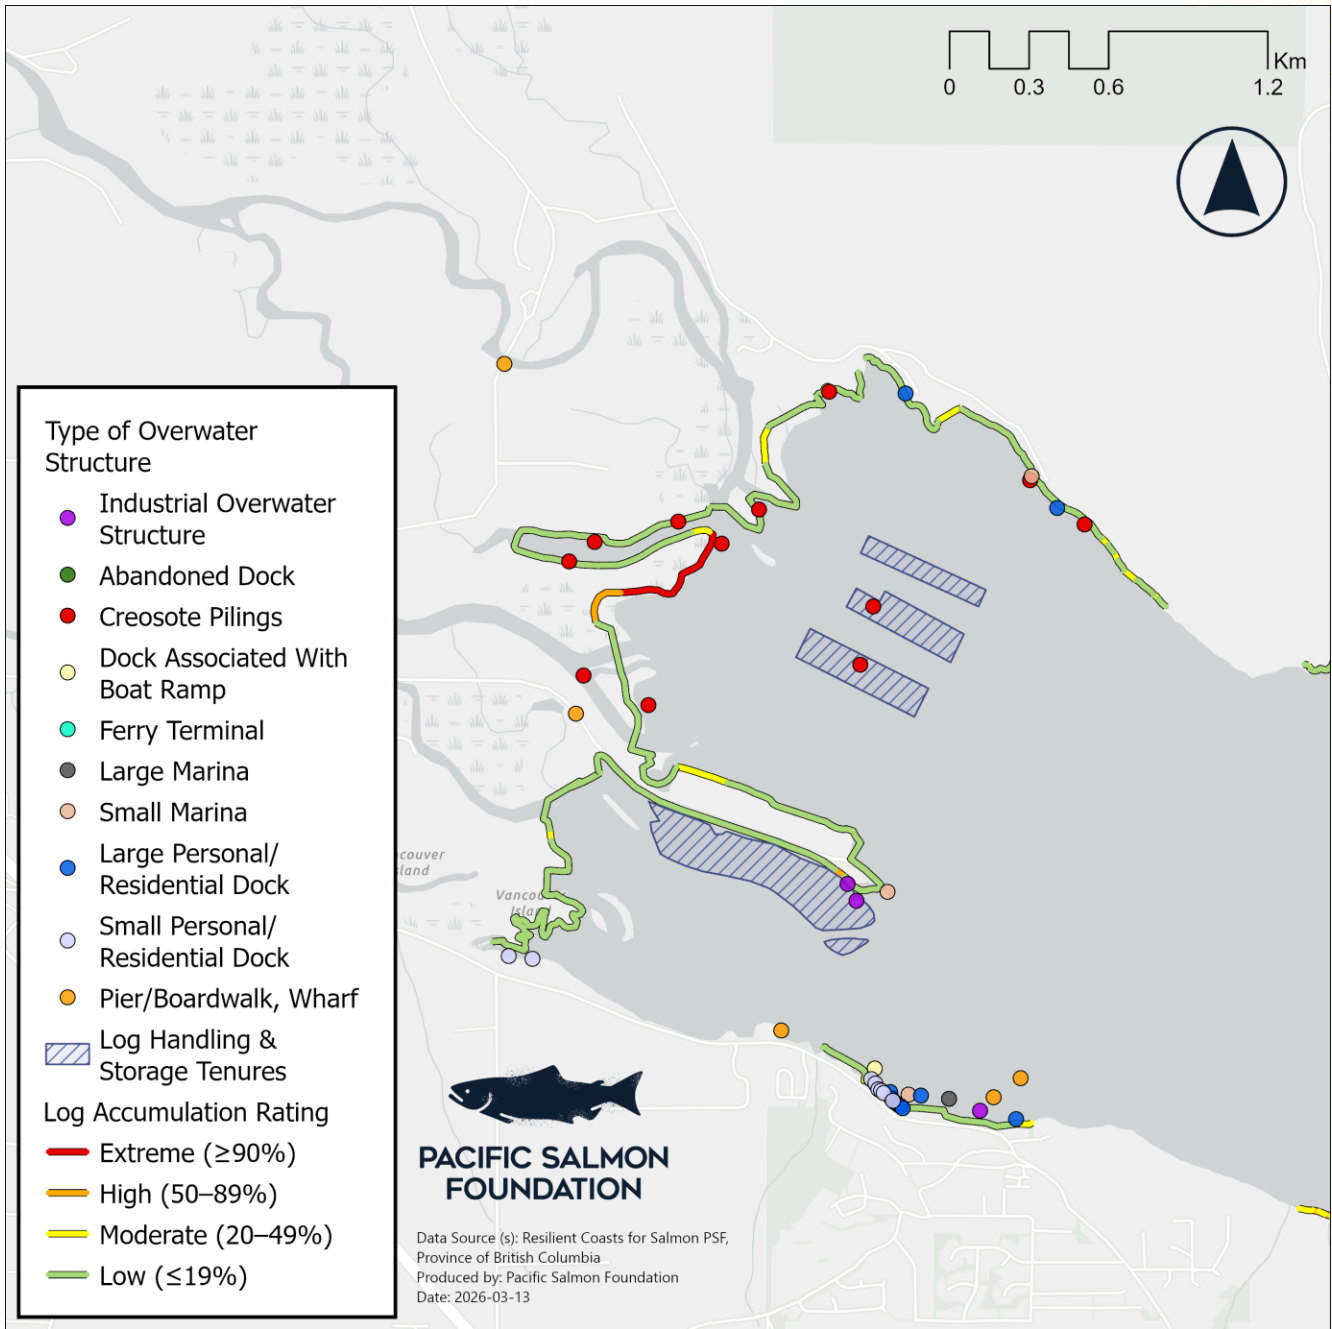 Km
0 0.3 0.6 1.2
Type of Overwater
Structure
Industrial Overwater
Structure
Abandoned Dock
Creosote Pilings
Dock Associated With
Boat Ramp
Ferry Terminal
Large Marina
Small Marina
Large Personal/
Residential Dock
Small Personal/
Residential Dock
Pier/Boardwalk, Wharf
Log Handling &
Storage Tenures
Log Accumulation Rating
Extreme (≥90%)
High (50–89%)
Moderate (20–49%)
Low (≤19%)
ncouver
sland
Vancouver
Island
PACIFIC SALMON
FOUNDATION
Data Source (s): Resilient Coasts for Salmon PSF,
Province of British Columbia
Produced by: Pacific Salmon Foundation
Date: 2026-03-13